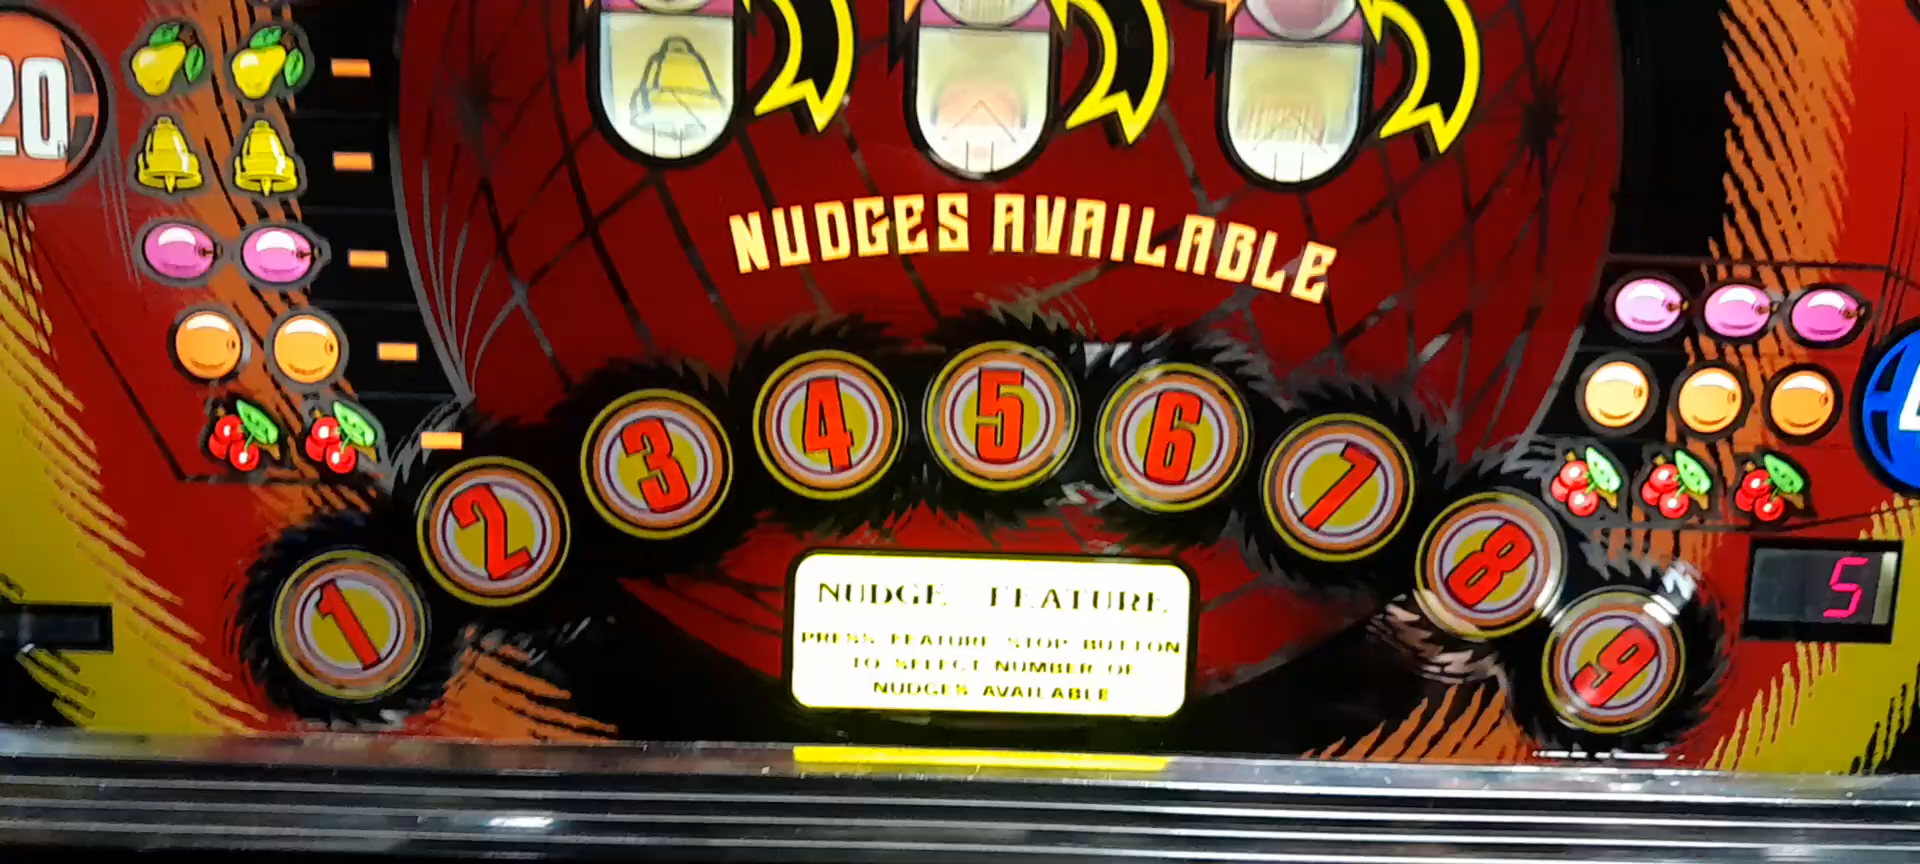 20
NUDGES AVAILABLE
1 2 3 4 5 6 7 8 9
NUDGE FEATURE
PRESS FEATURE STOP BUTTON
TO SELECT NUMBER OF
NUDGES AVAILABLE
5